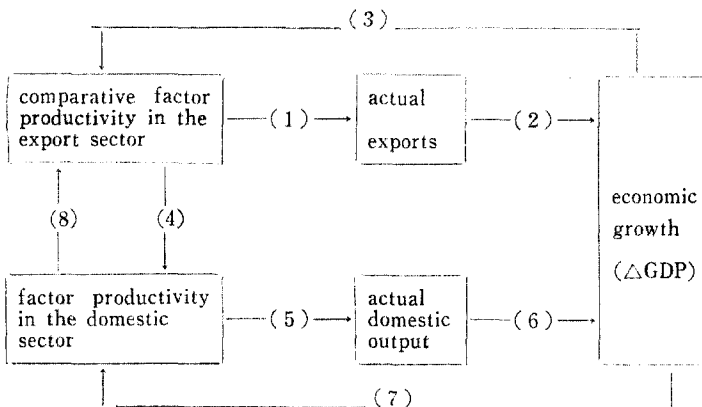 (3)
comparative factor
productivity in the
export sector
(1)
actual
exports
(2)
economic
growth
(△GDP)
(8)
(4)
factor productivity
in the domestic
sector
(5)
actual
domestic
output
(6)
(7)